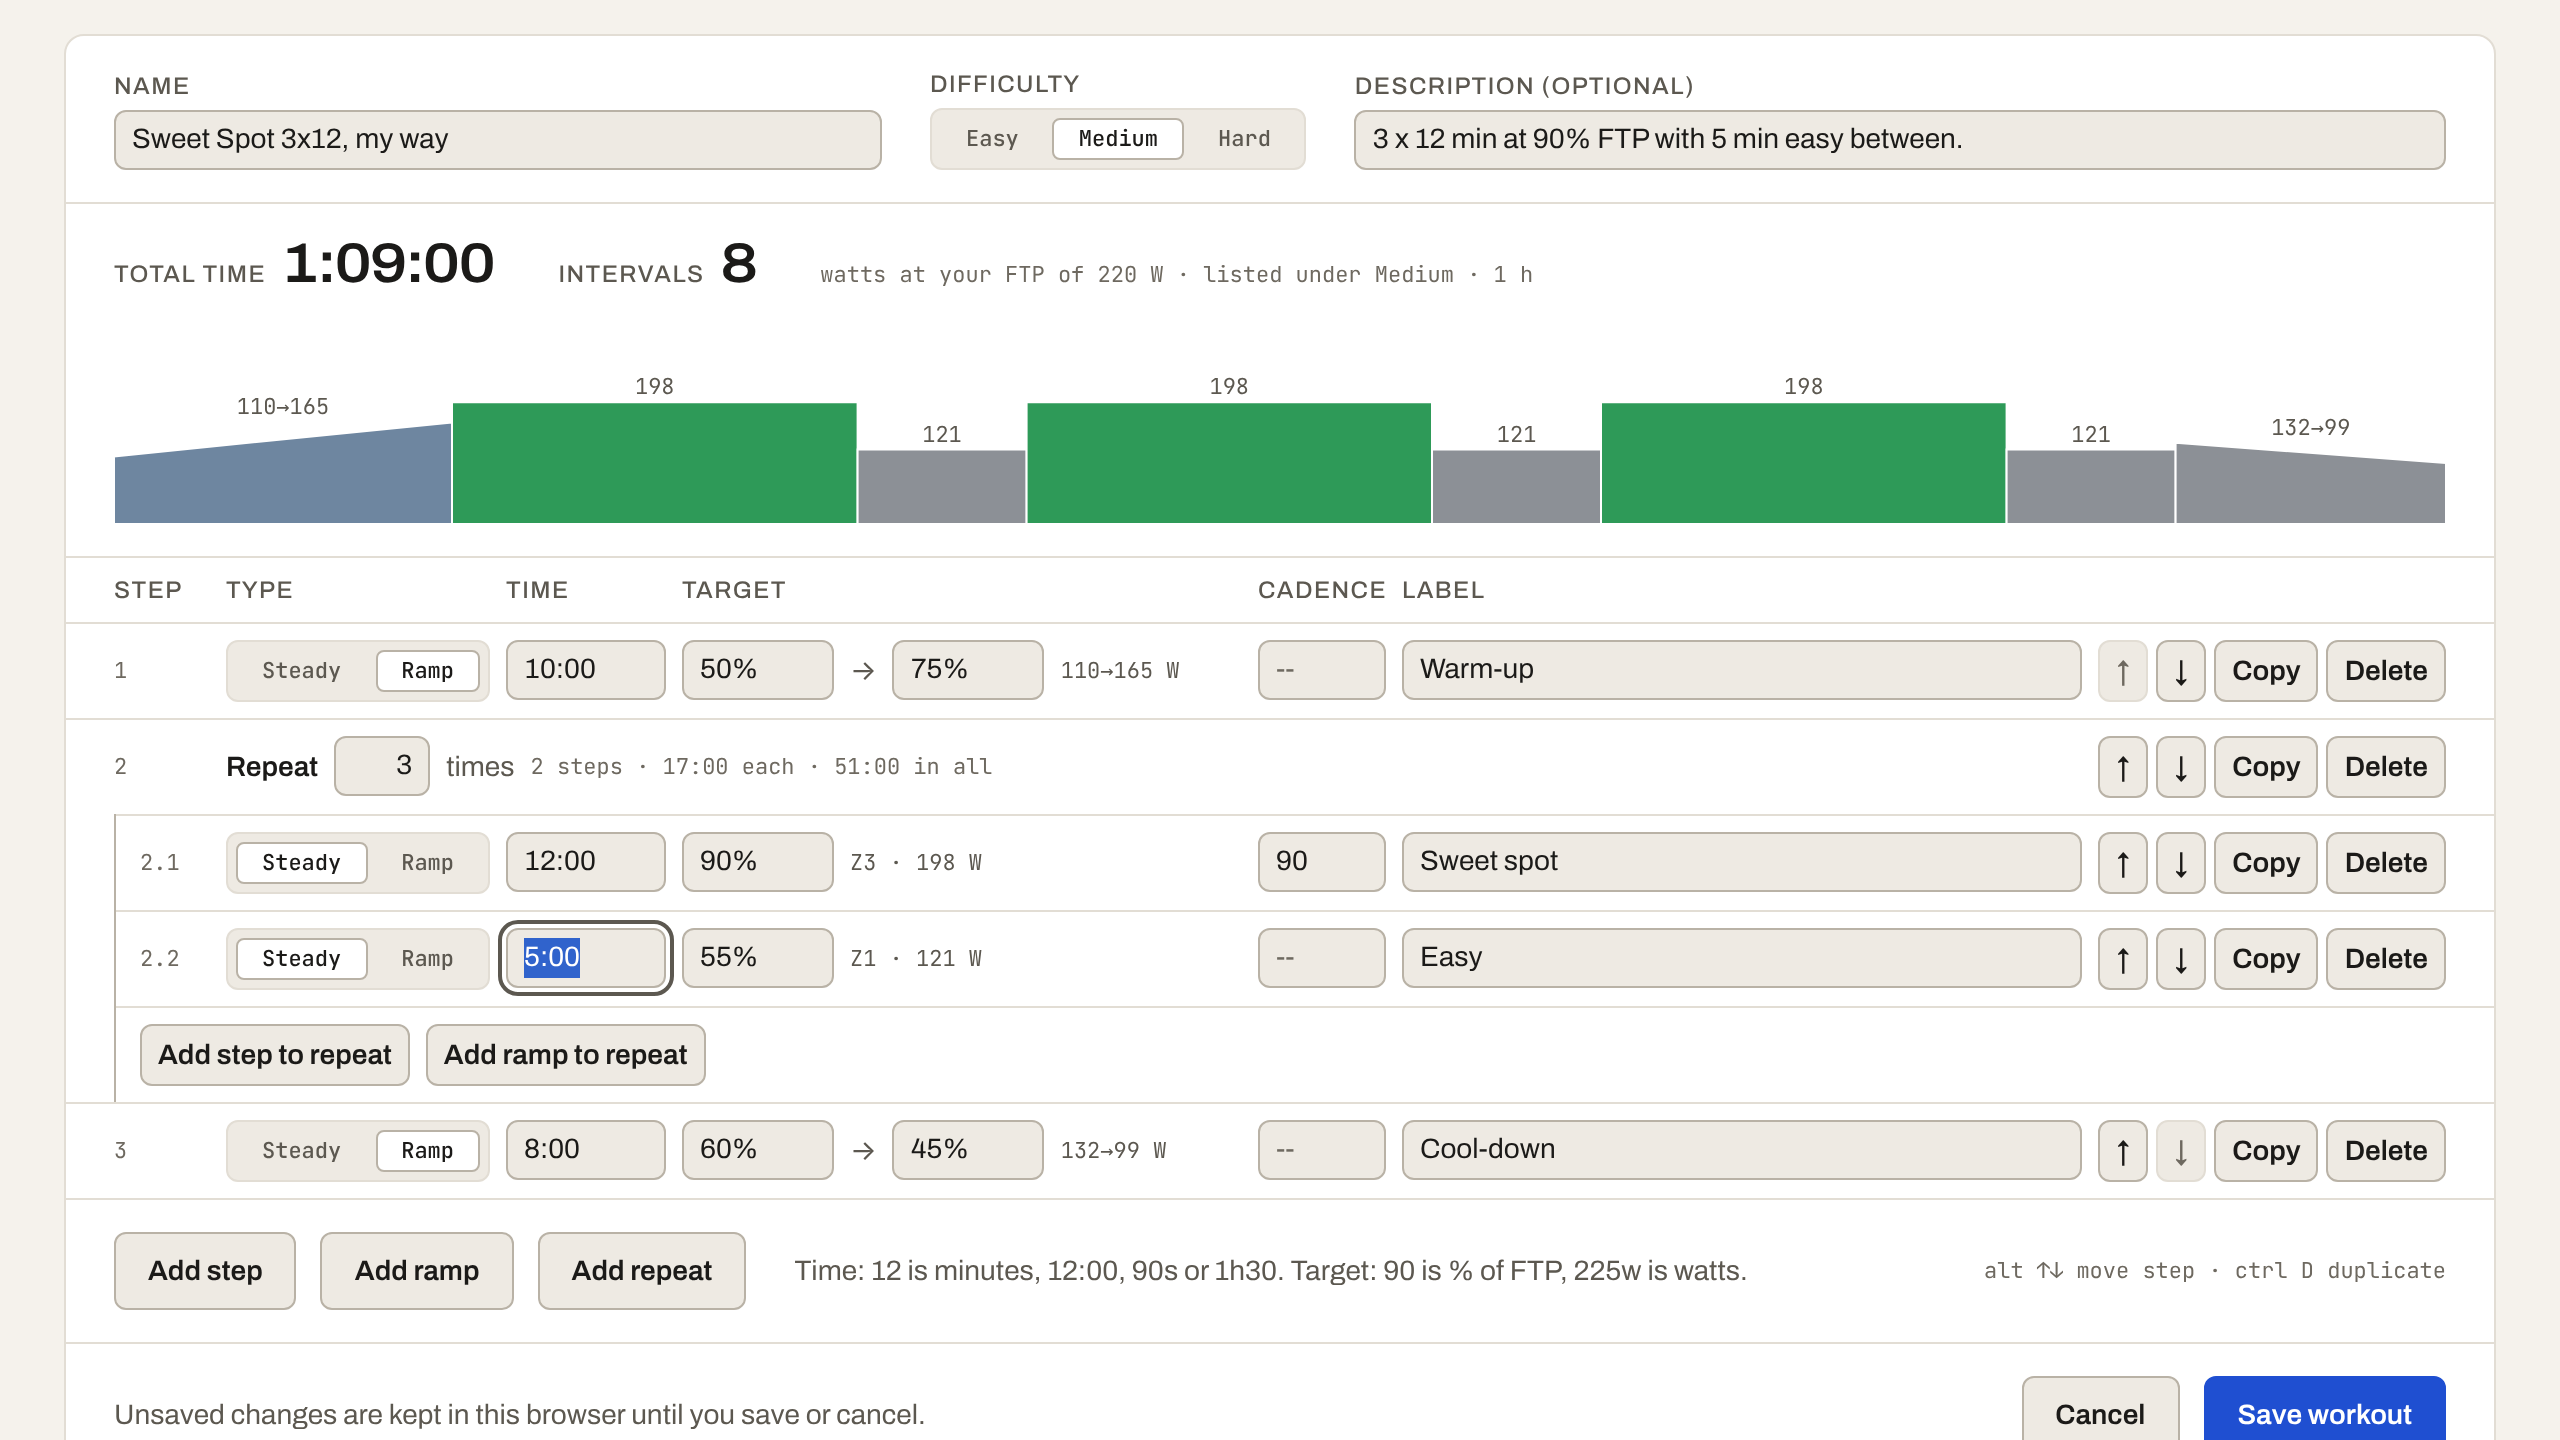 NAME
DIFFICULTY
DESCRIPTION (OPTIONAL)
Sweet Spot 3x12, my way
Easy Medium Hard
3 x 12 min at 90% FTP with 5 min easy between.
TOTAL TIME 1:09:00 INTERVALS 8 watts at your FTP of 220 W · listed under Medium · 1 h
110→165 198 121 198 121 198 121 132→99
STEP TYPE TIME TARGET CADENCE LABEL
1 Steady Ramp 10:00 50% → 75% 110→165 W -- Warm-up ↑ ↓ Copy Delete
2 Repeat 3 times 2 steps · 17:00 each · 51:00 in all ↑ ↓ Copy Delete
2.1 Steady Ramp 12:00 90% Z3 · 198 W 90 Sweet spot ↑ ↓ Copy Delete
2.2 Steady Ramp 5:00 55% Z1 · 121 W -- Easy ↑ ↓ Copy Delete
Add step to repeat Add ramp to repeat
3 Steady Ramp 8:00 60% → 45% 132→99 W -- Cool-down ↑ ↓ Copy Delete
Add step Add ramp Add repeat Time: 12 is minutes, 12:00, 90s or 1h30. Target: 90 is % of FTP, 225w is watts. alt ↑↓ move step · ctrl D duplicate
Unsaved changes are kept in this browser until you save or cancel. Cancel Save workout